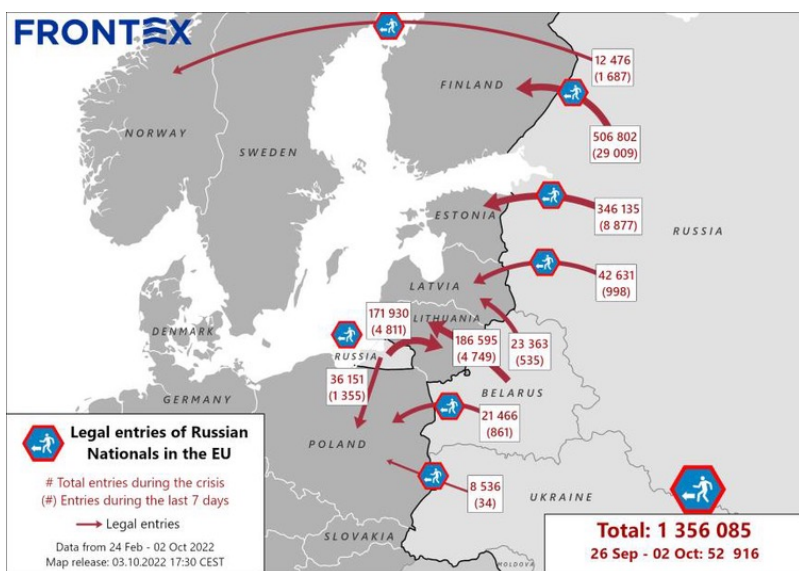 FRONTEX
12 476
(1 687)
FINLAND
NORWAY
SWEDEN
506 802
(29 009)
ESTONIA
346 135
(8 877)
RUSSIA
LATVIA
42 631
(998)
171 930
(4 811)
LITHUANIA
DENMARK
186 595
(4 749)
23 363
(535)
RUSSIA
36 151
(1 355)
BELARUS
GERMANY
21 466
(861)
POLAND
8 536
(34)
UKRAINE
SLOVAKIA
MOLDOVA
Legal entries of Russian
Nationals in the EU
# Total entries during the crisis
(#) Entries during the last 7 days
Legal entries
Data from 24 Feb - 02 Oct 2022
Map release: 03.10.2022 17:30 CEST
Total: 1 356 085
26 Sep - 02 Oct: 52 916